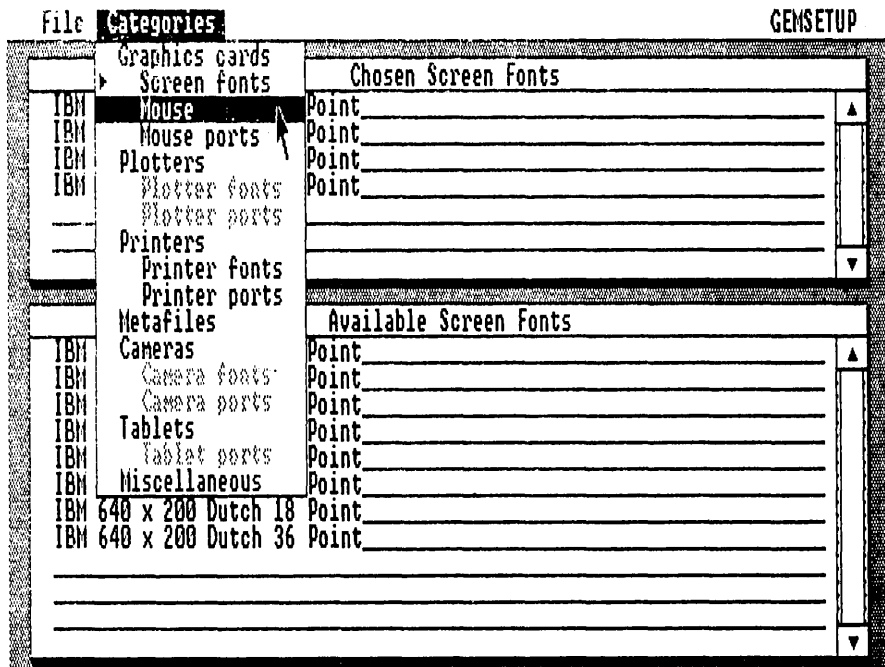 File Categories GEMSETUP
Graphics cards
Screen fonts
Mouse
Mouse ports
Plotters
Plotter fonts
Plotter ports
Printers
Printer fonts
Printer ports
Metafiles
Cameras
Camera fonts
Camera ports
Tablets
Tablet ports
Miscellaneous
Chosen Screen Fonts
IBM Point
IBM Point
IBM Point
IBM Point
Available Screen Fonts
IBM Point
IBM Point
IBM Point
IBM Point
IBM Point
IBM Point
IBM 640 x 200 Dutch 18 Point
IBM 640 x 200 Dutch 36 Point